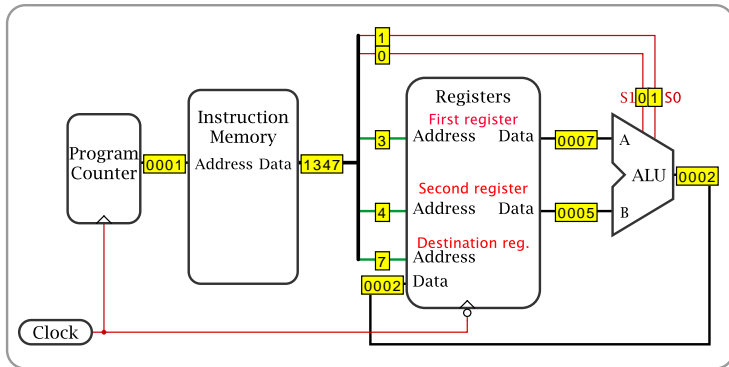 1
0
Registers
First register
Address Data
3
0007
Second register
Address Data
4
0005
Destination reg.
Address
7
Data
0002
Instruction
Memory
Address Data
1347
Program
Counter
0001
S1 0 1 S0
A
ALU
B
0002
Clock